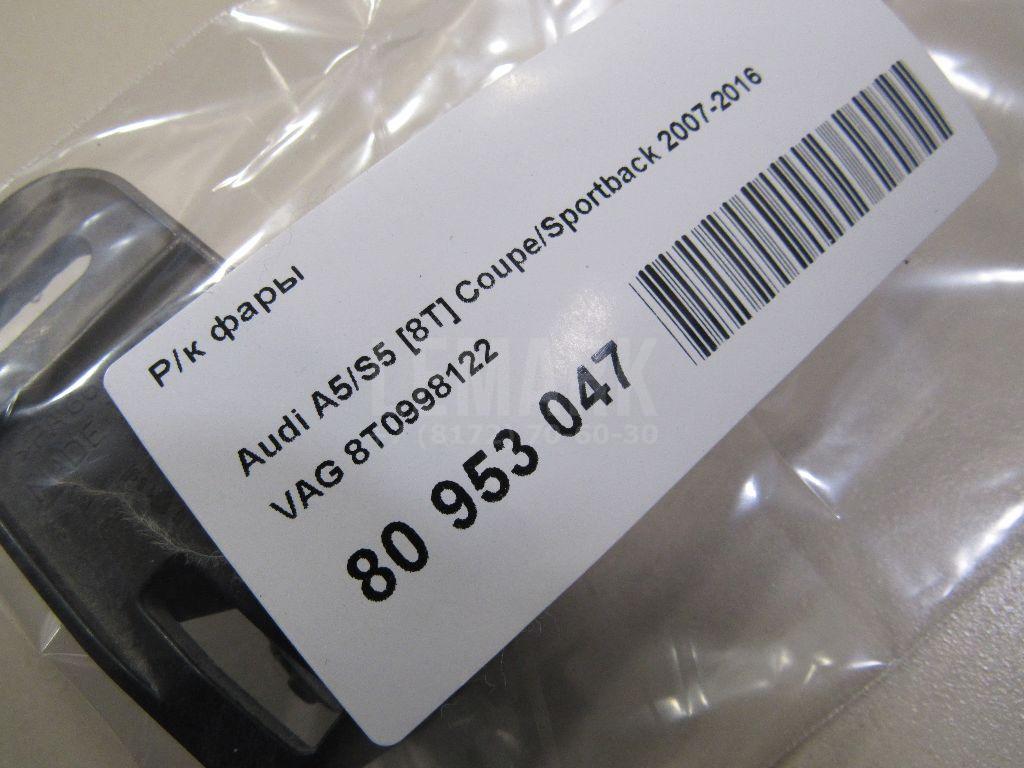 Р/к фары
Audi A5/S5 [8T] Coupe/Sportback 2007-2016
VAG 8T0998122
80 953 047